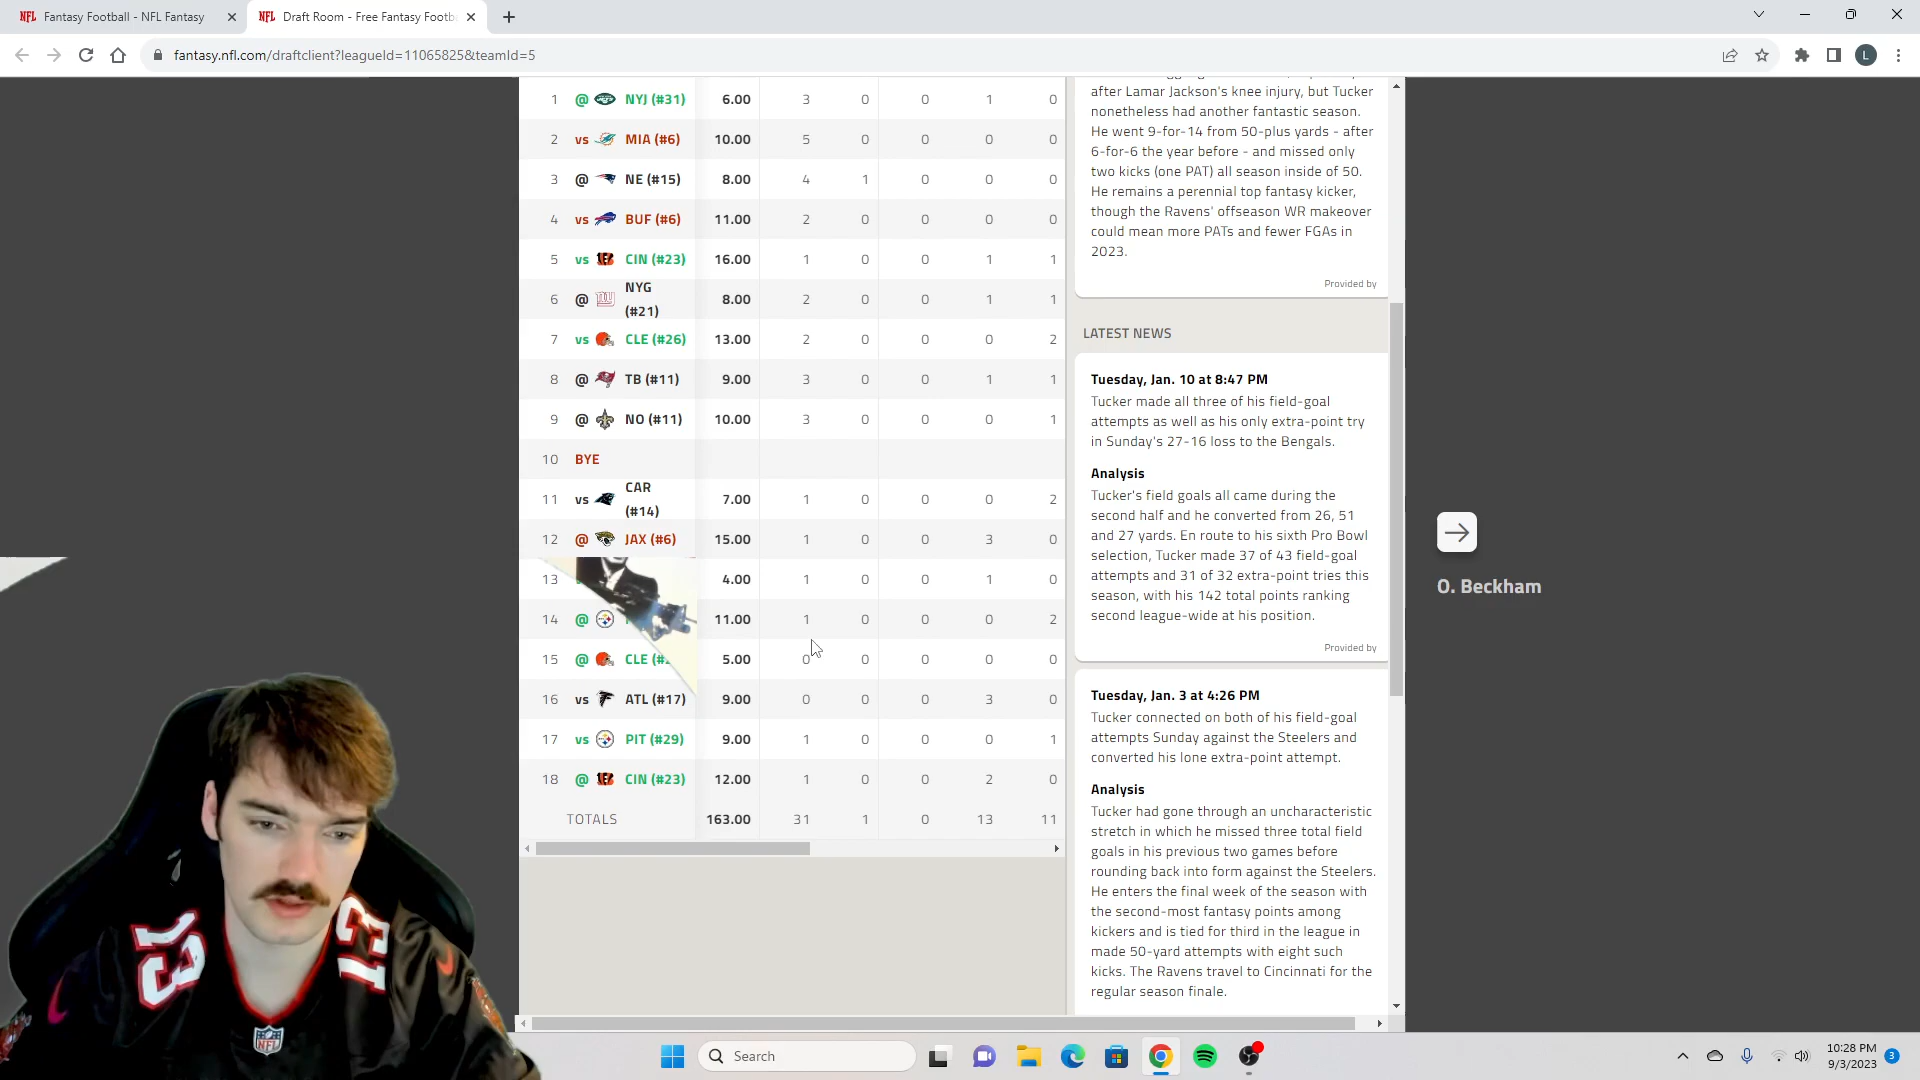 Fantasy Football - NFL Fantasy
Draft Room - Free Fantasy Footb
fantasy.nfl.com/draftclient?leagueId=11065825&teamId=5
L
1 @ NYJ (#31) 6.00 3 0 0 1 0
2 vs MIA (#6) 10.00 5 0 0 0 0
3 @ NE (#15) 8.00 4 1 0 0 0
4 vs BUF (#6) 11.00 2 0 0 0 0
5 vs CIN (#23) 16.00 1 0 0 1 1
6 @ NYG (#21) 8.00 2 0 0 1 1
7 vs CLE (#26) 13.00 2 0 0 0 2
8 @ TB (#11) 9.00 3 0 0 1 1
9 @ NO (#11) 10.00 3 0 0 0 1
10 BYE
11 vs CAR (#14) 7.00 1 0 0 0 2
12 @ JAX (#6) 15.00 1 0 0 3 0
13 4.00 1 0 0 1 0
14 @ 11.00 1 0 0 0 2
15 @ CLE 5.00 0 0 0 0 0
16 vs ATL (#17) 9.00 0 0 0 3 0
17 vs PIT (#29) 9.00 1 0 0 0 1
18 @ CIN (#23) 12.00 1 0 0 2 0
TOTALS 163.00 31 1 0 13 11
after Lamar Jackson's knee injury, but Tucker
nonetheless had another fantastic season.
He went 9-for-14 from 50-plus yards - after
6-for-6 the year before - and missed only
two kicks (one PAT) all season inside of 50.
He remains a perennial top fantasy kicker,
though the Ravens' offseason WR makeover
could mean more PATs and fewer FGAs in
2023.
Provided by
LATEST NEWS
Tuesday, Jan. 10 at 8:47 PM
Tucker made all three of his field-goal
attempts as well as his only extra-point try
in Sunday's 27-16 loss to the Bengals.
Analysis
Tucker's field goals all came during the
second half and he converted from 26, 51
and 27 yards. En route to his sixth Pro Bowl
selection, Tucker made 37 of 43 field-goal
attempts and 31 of 32 extra-point tries this
season, with his 142 total points ranking
second league-wide at his position.
Provided by
Tuesday, Jan. 3 at 4:26 PM
Tucker connected on both of his field-goal
attempts Sunday against the Steelers and
converted his lone extra-point attempt.
Analysis
Tucker had gone through an uncharacteristic
stretch in which he missed three total field
goals in his previous two games before
rounding back into form against the Steelers.
He enters the final week of the season with
the second-most fantasy points among
kickers and is tied for third in the league in
made 50-yard attempts with eight such
kicks. The Ravens travel to Cincinnati for the
regular season finale.
O. Beckham
NFL
Search
10:28 PM
9/3/2023
3